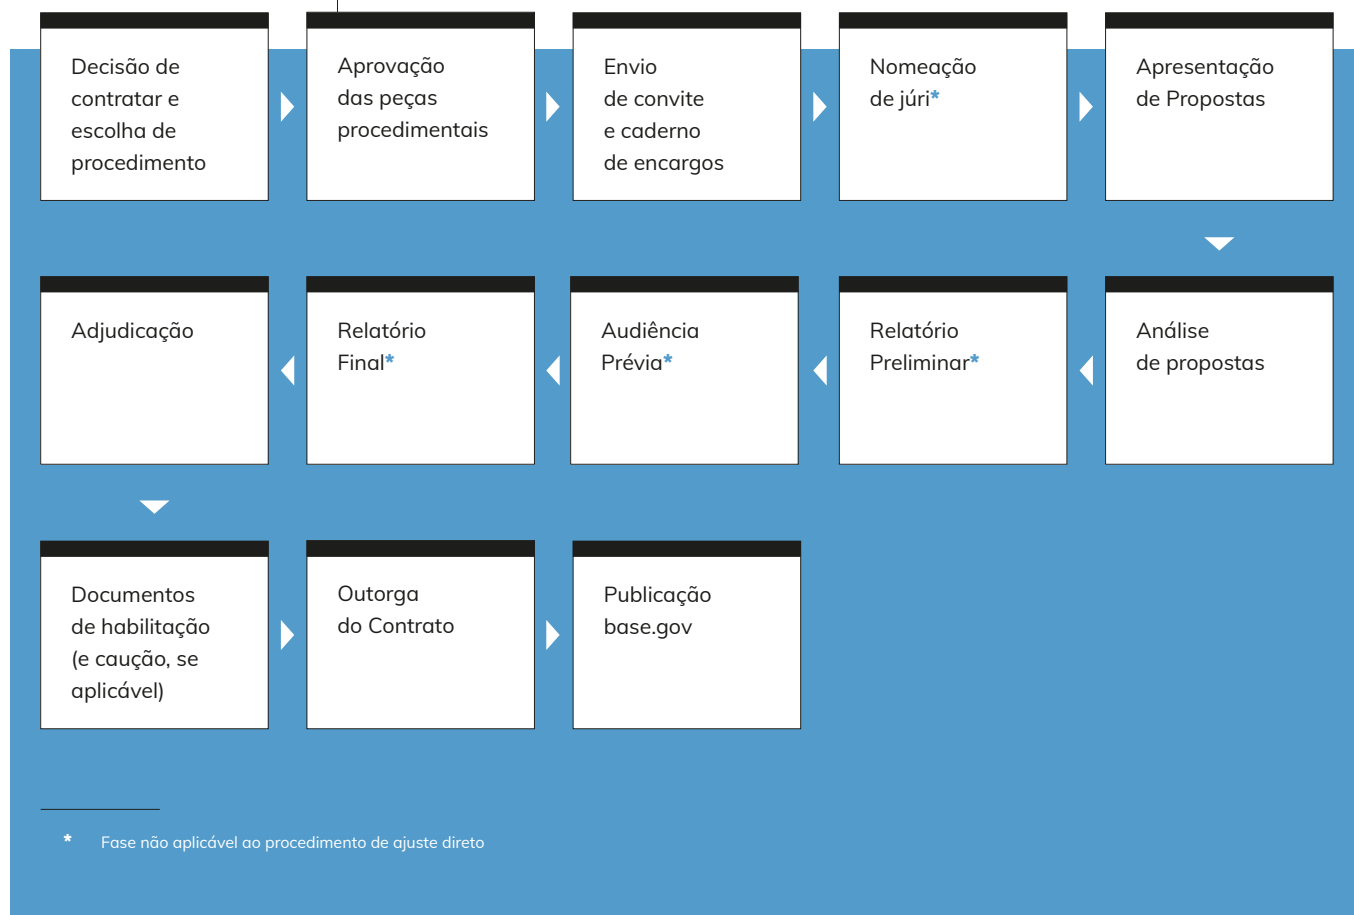 Decisão de
contratar e
escolha de
procedimento
Aprovação
das peças
procedimentais
Envio
de convite
e caderno
de encargos
Nomeação
de júri*
Apresentação
de Propostas
Análise
de propostas
Relatório
Preliminar*
Audiência
Prévia*
Relatório
Final*
Adjudicação
Documentos
de habilitação
(e caução, se
aplicável)
Outorga
do Contrato
Publicação
base.gov
* Fase não aplicável ao procedimento de ajuste direto